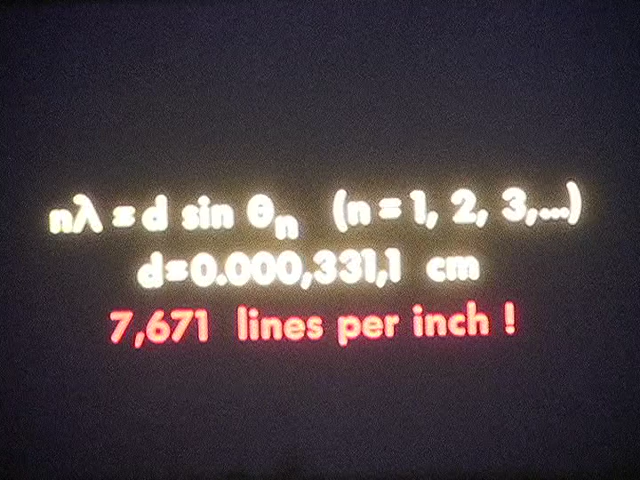 nλ = d sin θn (n = 1, 2, 3,...)
d = 0.000,331,1 cm
7,671 lines per inch !